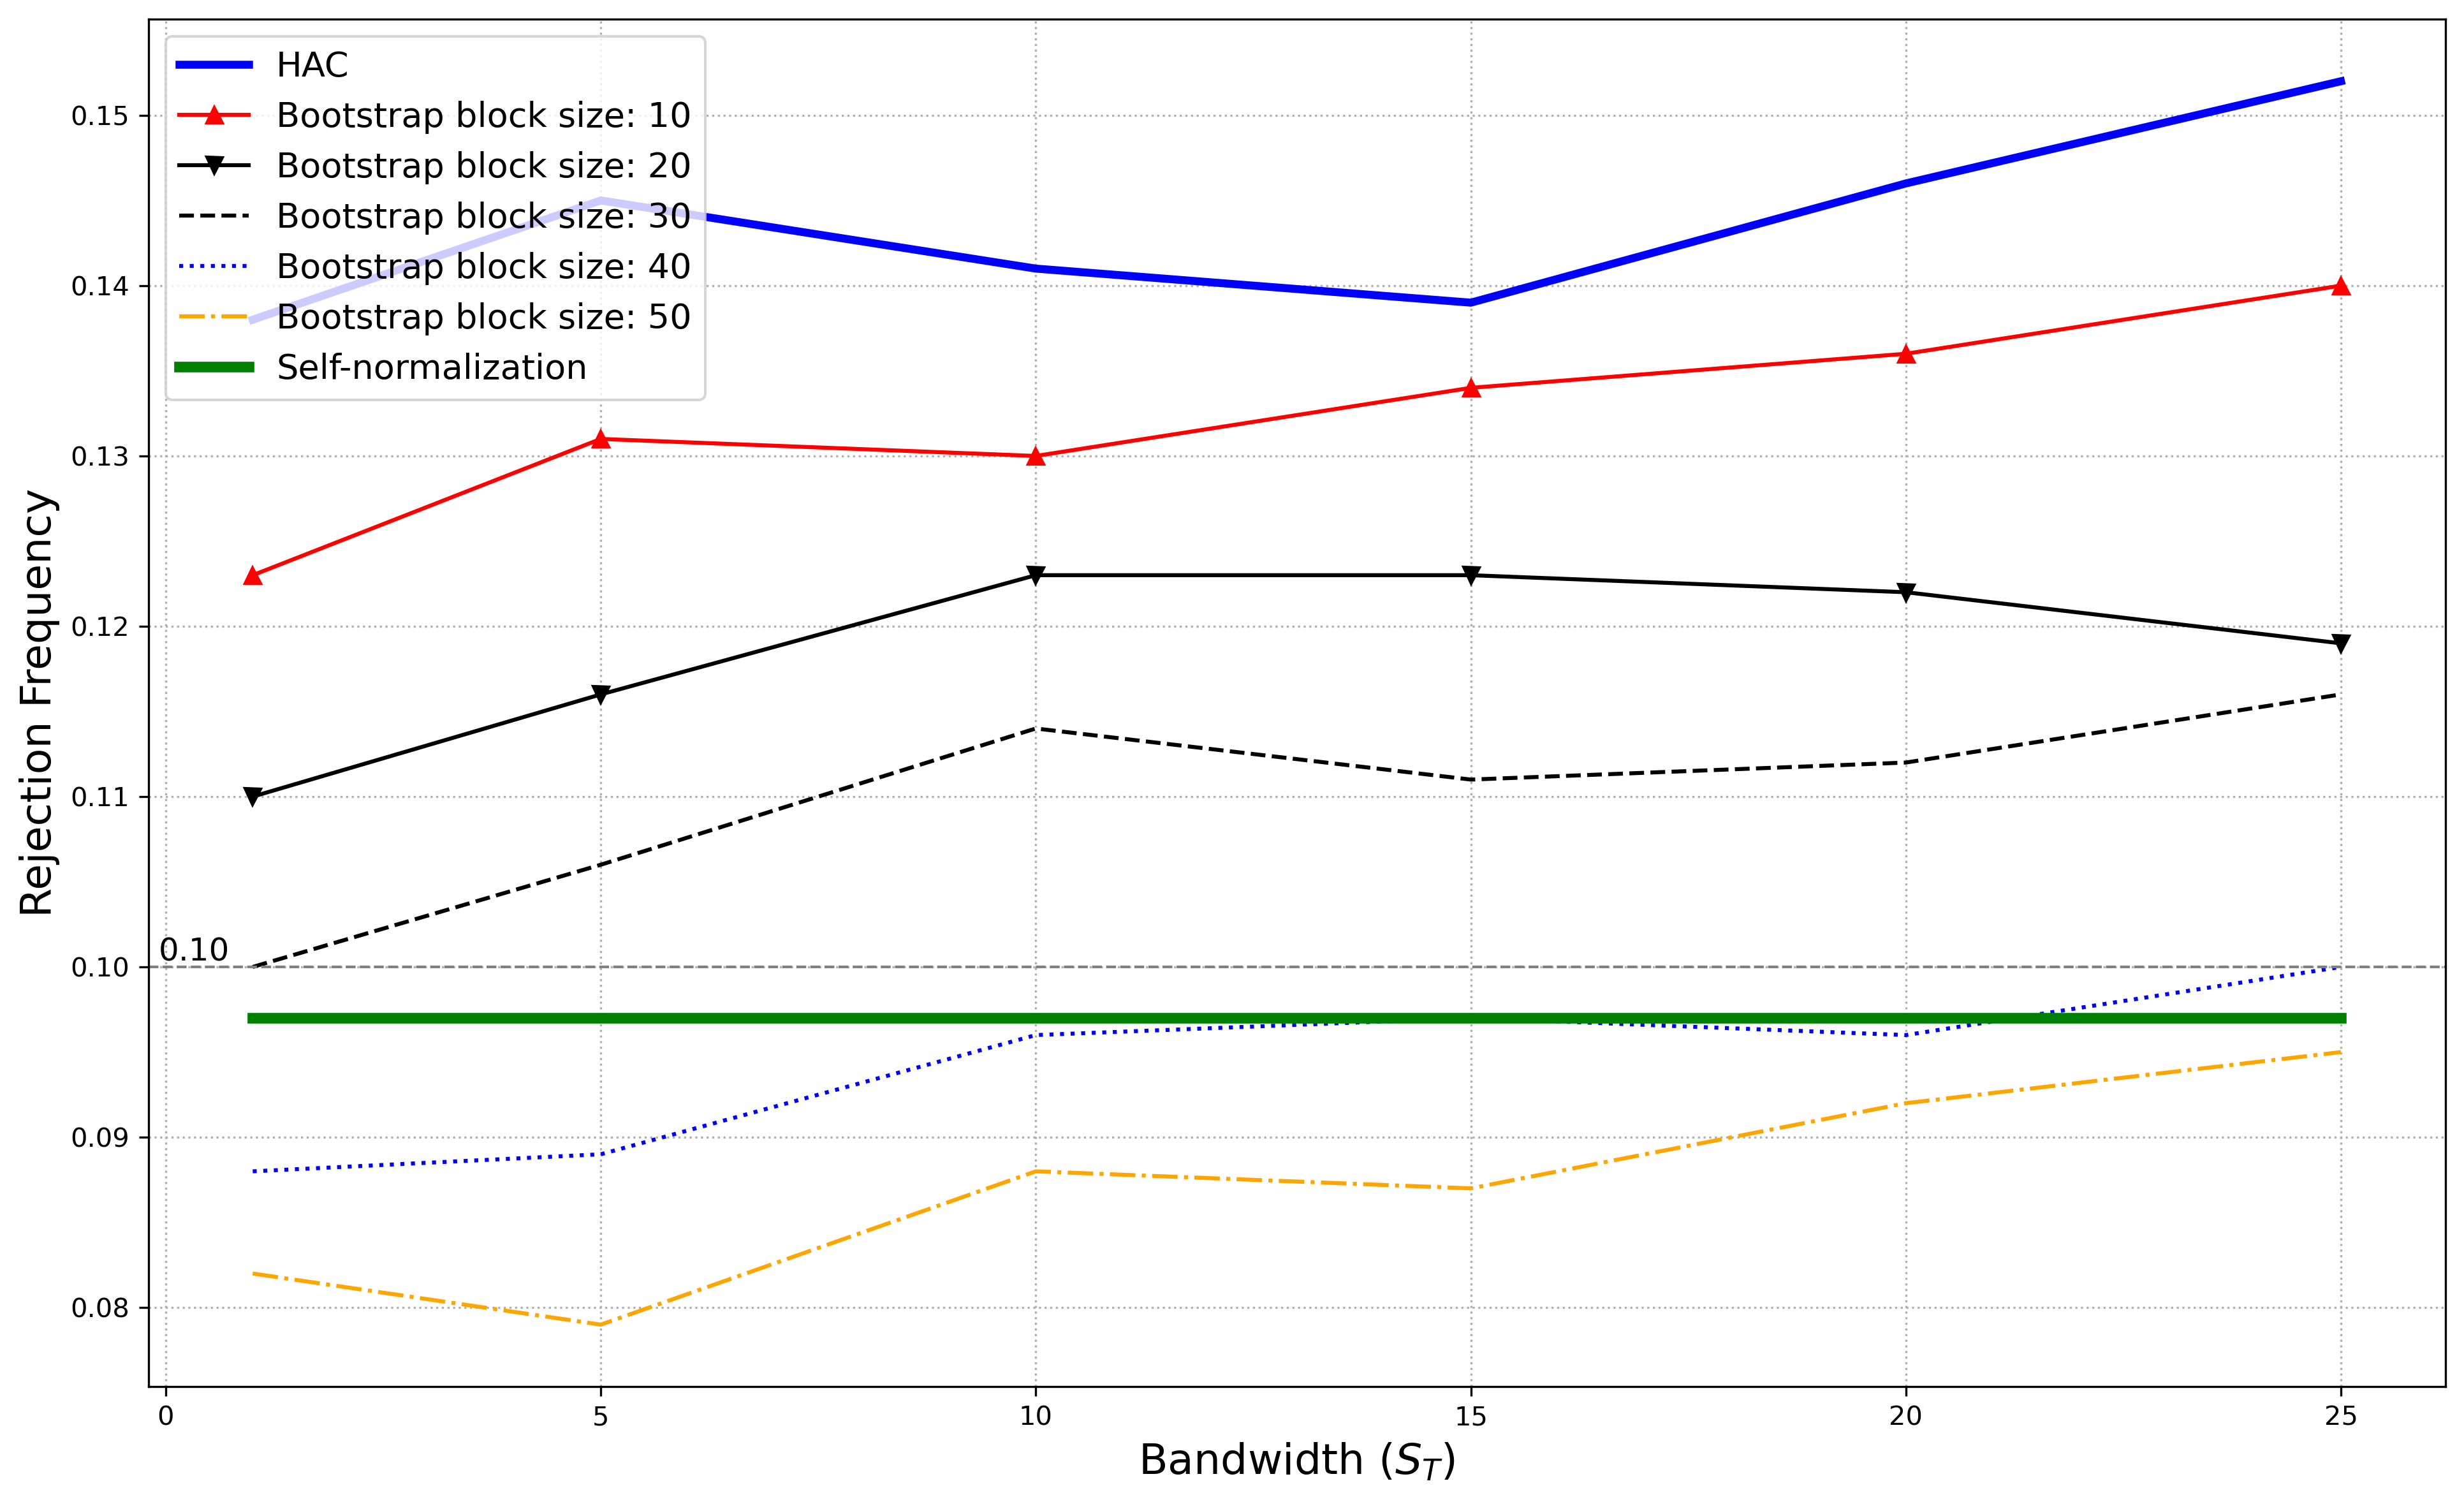 HAC
Bootstrap block size: 10
Bootstrap block size: 20
Bootstrap block size: 30
Bootstrap block size: 40
Bootstrap block size: 50
Self-normalization
Rejection Frequency
0.15
0.14
0.13
0.12
0.11
0.10
0.10
0.09
0.08
0 5 10 15 20 25
Bandwidth (S_T)